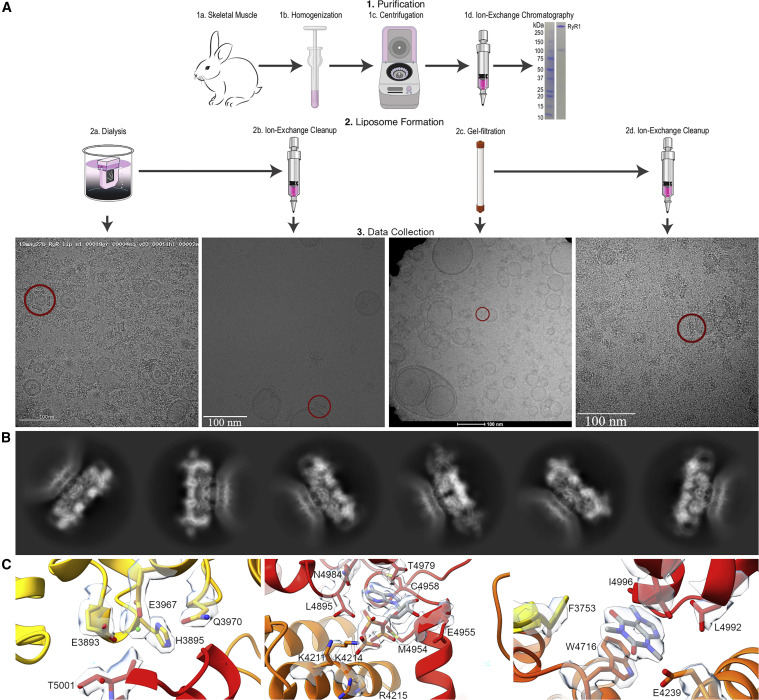 A
1. Purification
1a. Skeletal Muscle
1b. Homogenization
1c. Centrifugation
1d. Ion-Exchange Chromatography
kDa
RyR1
250
150
100
75
50
37
25
20
15
10
2. Liposome Formation
2a. Dialysis
2b. Ion-Exchange Cleanup
2c. Gel-filtration
2d. Ion-Exchange Cleanup
3. Data Collection
100 nm
100 nm
100 nm
100 nm
B
C
E3893
E3967
Q3970
H3895
T5001
N4984
T4979
C4958
L4895
E4955
M4954
K4211
K4214
R4215
I4996
F3753
L4992
W4716
E4239